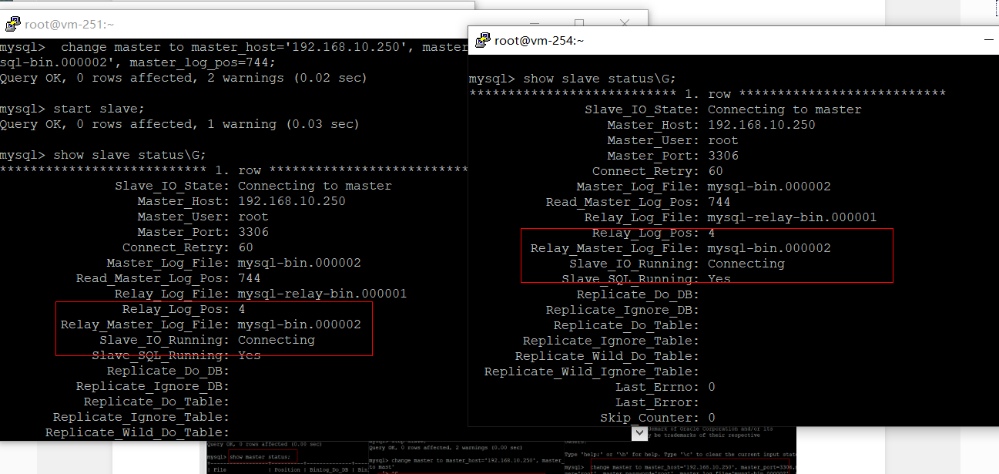 root@vm-251:~
mysql>  change master to master_host='192.168.10.250', master
sql-bin.000002', master_log_pos=744;
Query OK, 0 rows affected, 2 warnings (0.02 sec)
mysql> start slave;
Query OK, 0 rows affected, 1 warning (0.03 sec)
mysql> show slave status\G;
*************************** 1. row **************************
Slave_IO_State: Connecting to master
Master_Host: 192.168.10.250
Master_User: root
Master_Port: 3306
Connect_Retry: 60
Master_Log_File: mysql-bin.000002
Read_Master_Log_Pos: 744
Relay_Log_File: mysql-relay-bin.000001
Relay_Log_Pos: 4
Relay_Master_Log_File: mysql-bin.000002
Slave_IO_Running: Connecting
Slave_SQL_Running: Yes
Replicate_Do_DB:
Replicate_Ignore_DB:
Replicate_Do_Table:
Replicate_Ignore_Table:
Replicate_Wild_Do_Table:
root@vm-254:~
mysql> show slave status\G;
*************************** 1. row ***************************
Slave_IO_State: Connecting to master
Master_Host: 192.168.10.250
Master_User: root
Master_Port: 3306
Connect_Retry: 60
Master_Log_File: mysql-bin.000002
Read_Master_Log_Pos: 744
Relay_Log_File: mysql-relay-bin.000001
Relay_Log_Pos: 4
Relay_Master_Log_File: mysql-bin.000002
Slave_IO_Running: Connecting
Slave_SQL_Running: Yes
Replicate_Do_DB:
Replicate_Ignore_DB:
Replicate_Do_Table:
Replicate_Ignore_Table:
Replicate_Wild_Do_Table:
Replicate_Wild_Ignore_Table:
Last_Errno: 0
Last_Error:
Skip_Counter: 0
Query OK, 0 rows affected (0.00 sec)
mysql> show master status;
| File | Position | Binlog_Do_DB | Bin
Query OK, 0 rows affected, 2 warnings (0.00 sec)
mysql> change master to master_host='192.168.10.250', master_
to mast'
demark of Oracle Corporation and/or its
y be trademarks of their respective
owners.
Type 'help;' or '\h' for help. Type '\c' to clear the current input stat
mysql>  change master to master_host='192.168.10.250', master_port=3306,